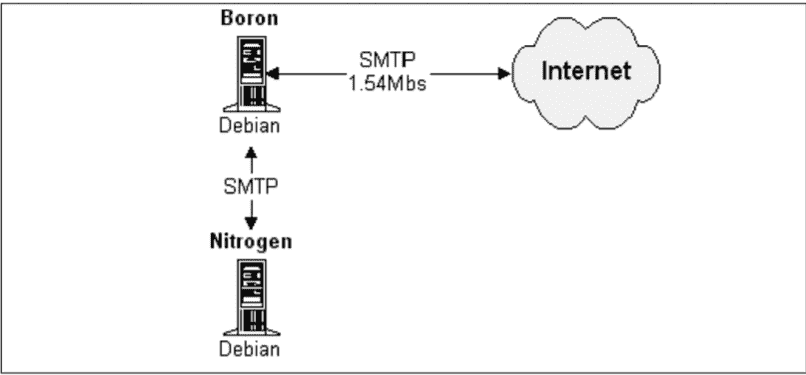 Boron
SMTP
1.54Mbs
Internet
Debian
SMTP
Nitrogen
Debian